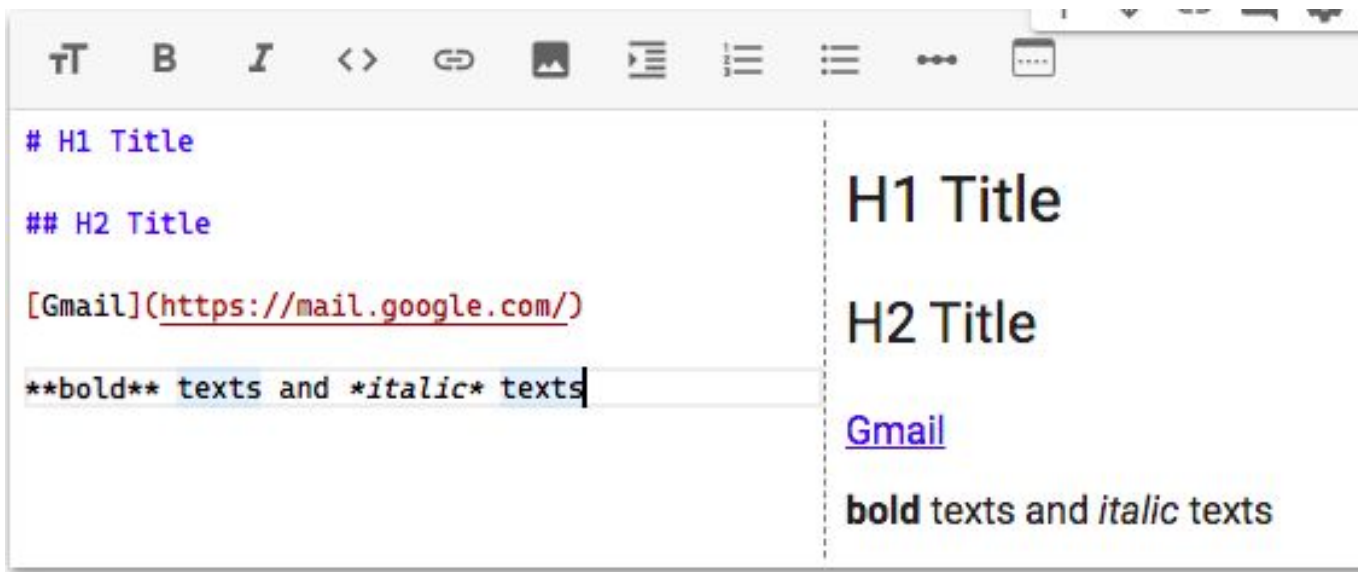 # H1 Title
## H2 Title
[Gmail](https://mail.google.com/)
**bold** texts and *italic* texts
H1 Title
H2 Title
Gmail
bold texts and italic texts